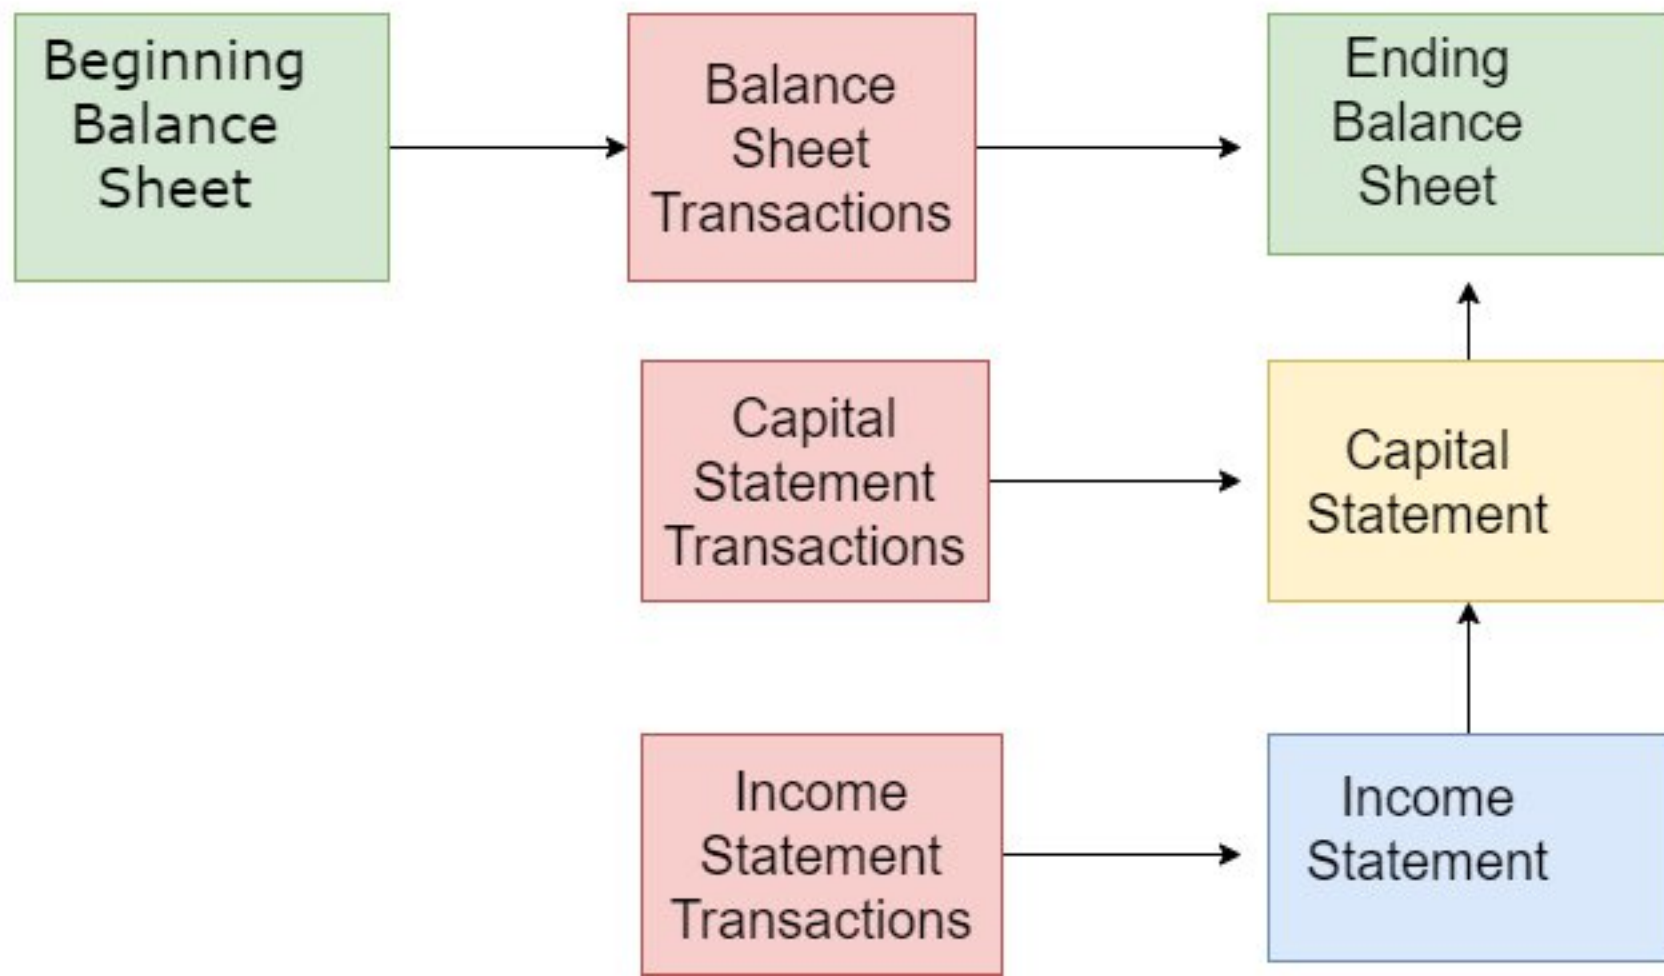 Beginning
Balance
Sheet
Balance
Sheet
Transactions
Ending
Balance
Sheet
Capital
Statement
Transactions
Capital
Statement
Income
Statement
Transactions
Income
Statement